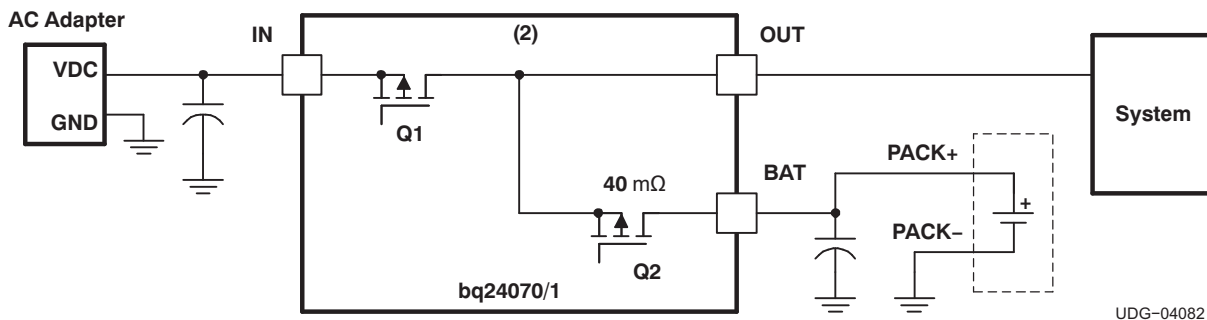 AC Adapter
VDC
GND
IN
(2)
OUT
Q1
System
PACK+
BAT
40 mΩ
+
PACK−
Q2
bq24070/1
UDG−04082